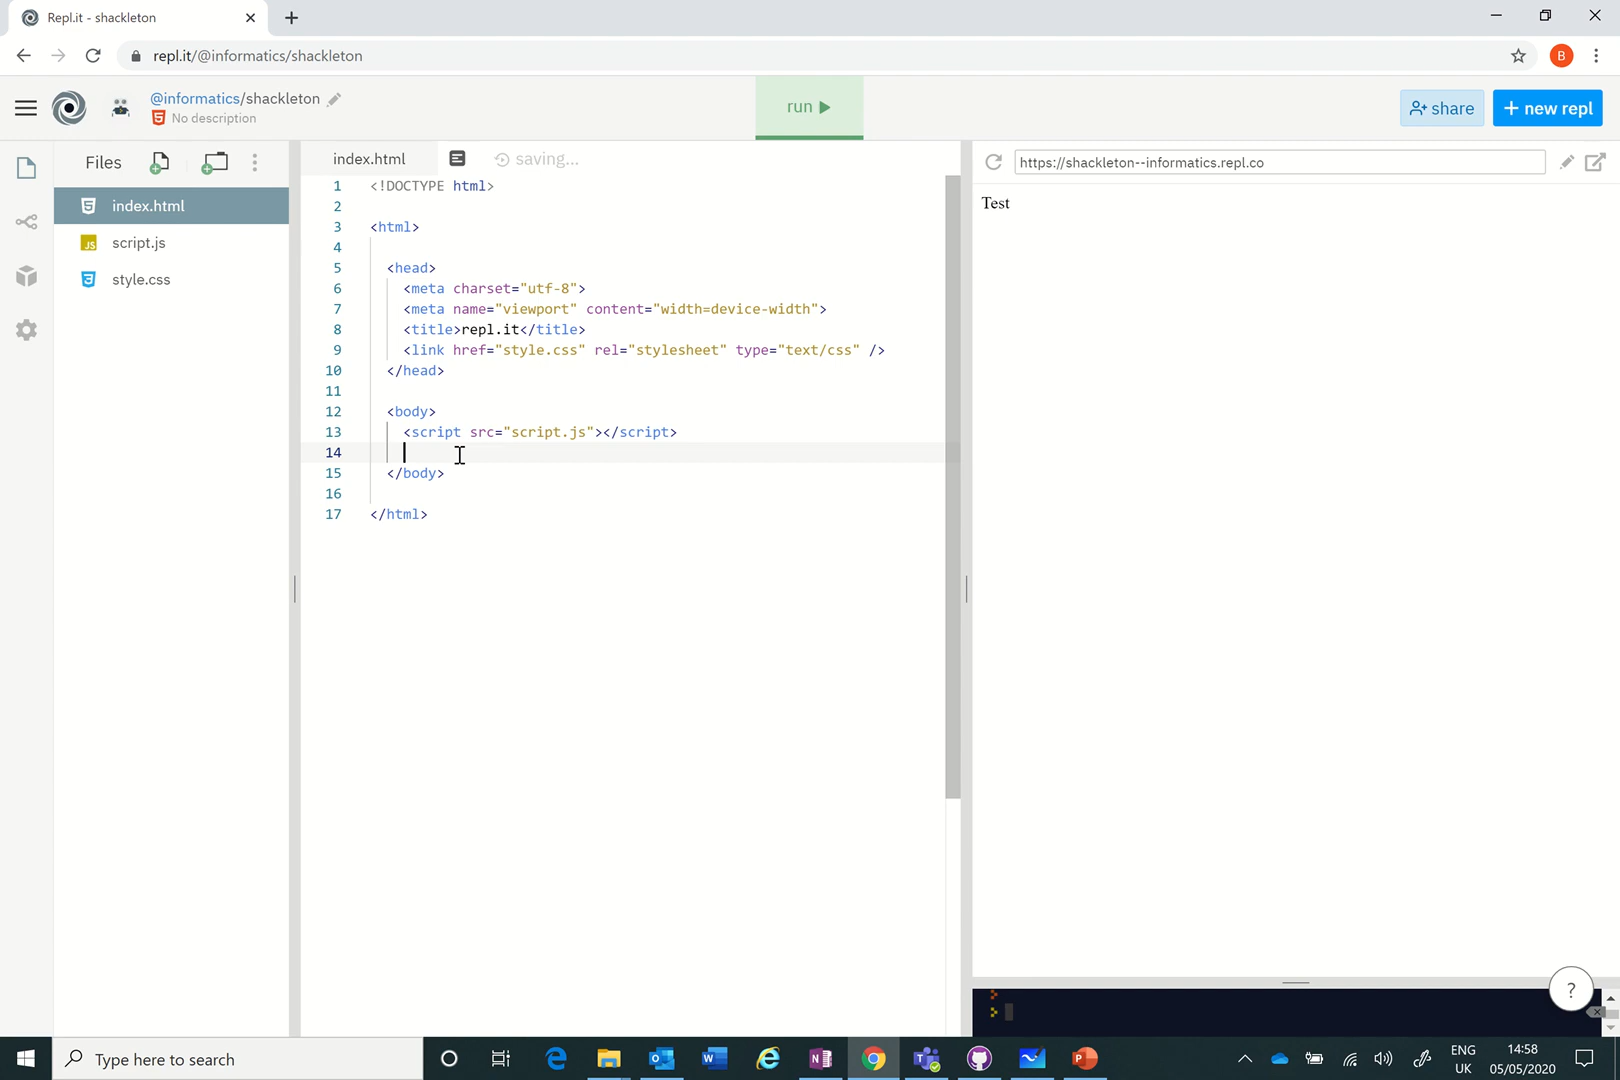 Repl.it - shackleton
repl.it/@informatics/shackleton
B
@informatics/shackleton
No description
run
share
+ new repl
Files
index.html
script.js
style.css
index.html
saving...
1 <!DOCTYPE html>
2
3 <html>
4
5 <head>
6 <meta charset="utf-8">
7 <meta name="viewport" content="width=device-width">
8 <title>repl.it</title>
9 <link href="style.css" rel="stylesheet" type="text/css" />
10 </head>
11
12 <body>
13 <script src="script.js"></script>
14
15 </body>
16
17 </html>
https://shackleton--informatics.repl.co
Test
?
Type here to search
ENG
UK
14:58
05/05/2020